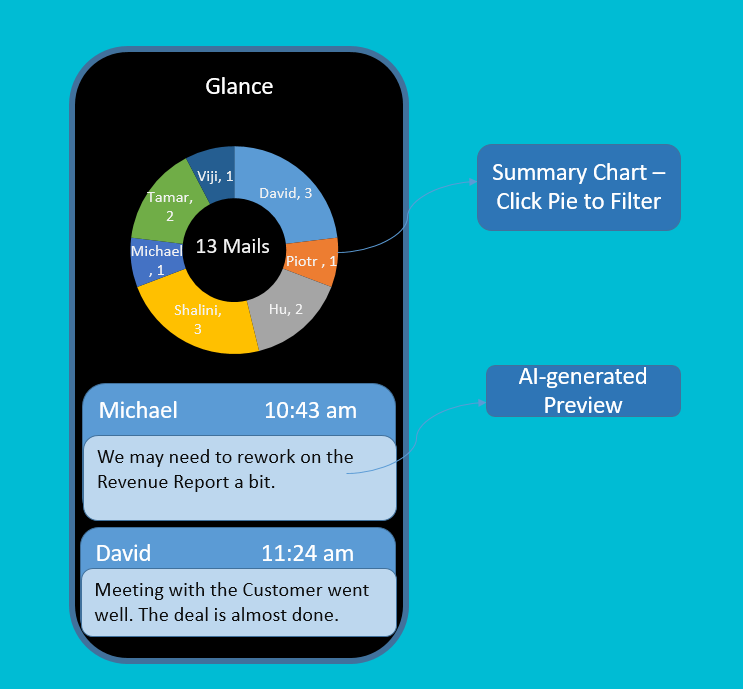 Glance
Viji, 1
David, 3
Tamar,
2
13 Mails
Michael
, 1
Piotr , 1
Shalini,
3
Hu, 2
Summary Chart –
Click Pie to Filter
Michael 10:43 am
We may need to rework on the
Revenue Report a bit.
AI-generated
Preview
David 11:24 am
Meeting with the Customer went
well. The deal is almost done.